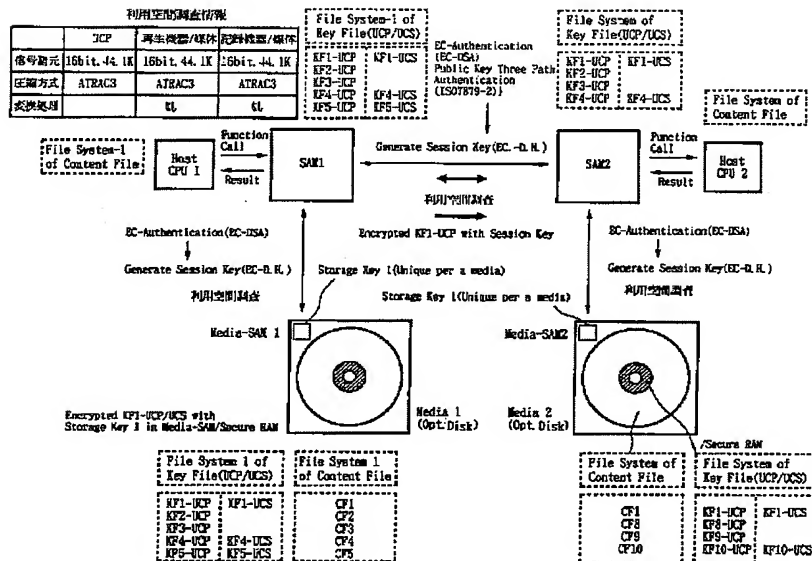 利用空間調査情報
UCP 再生機器/媒体 記録機器/媒体
信号諸元 16bit.44.1K 16bit.44.1K 16bit.44.1K
圧縮方式 ATRAC3 ATRAC3 ATRAC3
変換処理
File System-1 of
Key File(UCP/UCS)
KF1-UCP KF1-UCS
KF2-UCP
KF3-UCP
KF4-UCP KF4-UCS
KF5-UCP KF5-UCS
EC-Authentication
(EC-DSA)
Public Key Three Path
Authentication
(ISO7879-2)}
File System of
Key File(UCP/UCS)
KF1-UCP KF1-UCS
KF2-UCP
KF3-UCP
KF4-UCP KF4-UCS
File System of
Content File
File System-1
of Content File
Host
CPU 1
Function
Call
Result
SAM1
Generate Session Key(EC.-D.H.)
利用空間調査
Encrypted KF1-UCP with Session Key
SAM2
Function
Call
Result
Host
CPU 2
EC-Authentication(EC-DSA)
Generate Session Key(EC-D.H.)
利用空間調査
EC-Authentication(EC-DSA)
Generate Session Key(EC-D.H.)
利用空間調査
Storage Key 1(Unique per a media)
Storage Key 1(Unique per a media)
Media-SAM 1
Media-SAM2
Media 1
(Opt.Disk)
Media 2
(Opt.Disk)
Encrypted KF1-UCP/UCS with
Storage Key 1 in Media-SAM/Secure RAM
/Secure RAM
File System 1 of
Key File(UCP/UCS)
KF1-UCP KF1-UCS
KF2-UCP
KF3-UCP
KF4-UCP KF4-UCS
KF5-UCP KF5-UCS
File System 1
of Content File
CF1
CF2
CF3
CF4
CF5
File System of
Content File
CF1
CF8
CF9
CF10
File System of
Key File(UCP/UCS)
KF1-UCP KF1-UCS
KF8-UCP
KF9-UCP
KF10-UCP KF10-UCS